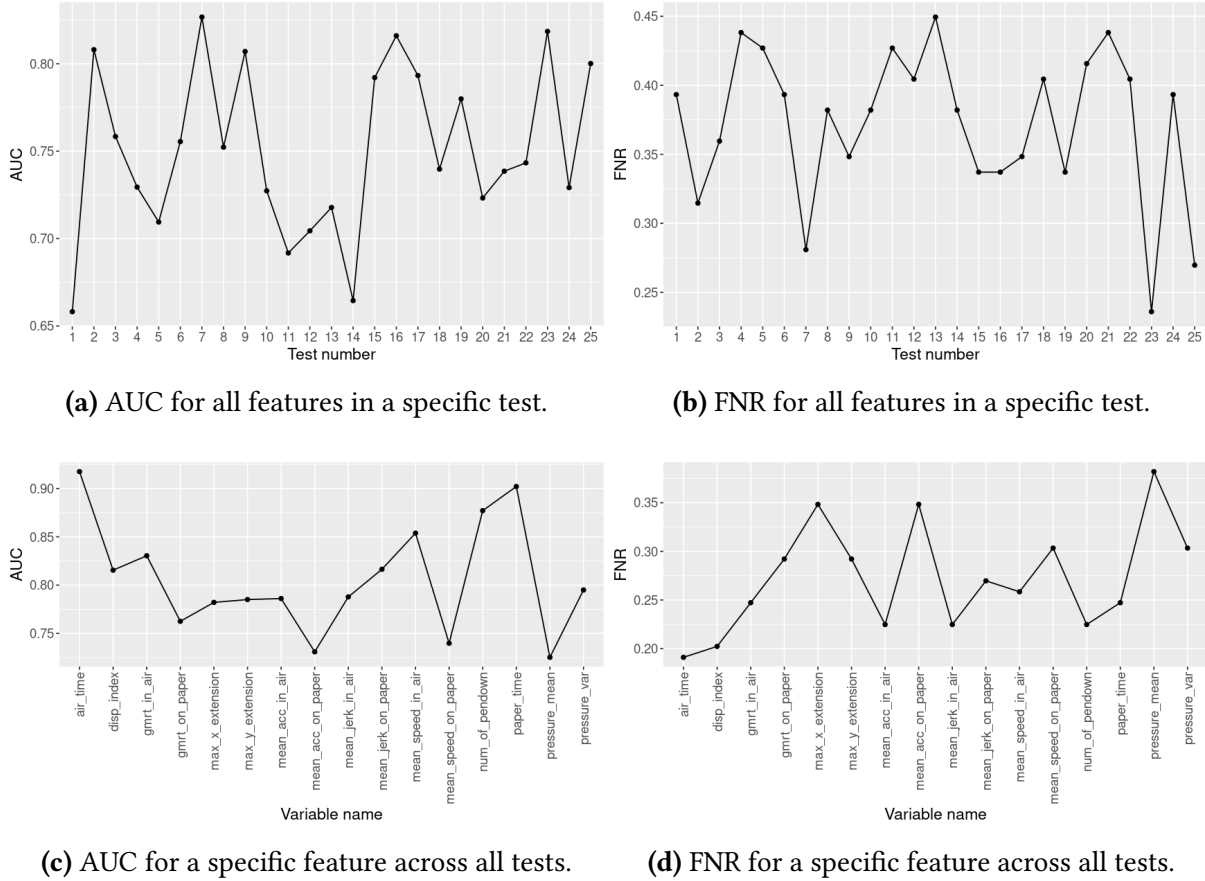 AUC
0.80
0.75
0.70
0.65
1 2 3 4 5 6 7 8 9 10 11 12 13 14 15 16 17 18 19 20 21 22 23 24 25
Test number
(a) AUC for all features in a specific test.
FNR
0.45
0.40
0.35
0.30
0.25
1 2 3 4 5 6 7 8 9 10 11 12 13 14 15 16 17 18 19 20 21 22 23 24 25
Test number
(b) FNR for all features in a specific test.
AUC
0.90
0.85
0.80
0.75
air_time
disp_index
gmrt_in_air
gmrt_on_paper
max_x_extension
max_y_extension
mean_acc_in_air
mean_acc_on_paper
mean_jerk_in_air
mean_jerk_on_paper
mean_speed_in_air
mean_speed_on_paper
num_of_pendown
paper_time
pressure_mean
pressure_var
Variable name
(c) AUC for a specific feature across all tests.
FNR
0.35
0.30
0.25
0.20
air_time
disp_index
gmrt_in_air
gmrt_on_paper
max_x_extension
max_y_extension
mean_acc_in_air
mean_acc_on_paper
mean_jerk_in_air
mean_jerk_on_paper
mean_speed_in_air
mean_speed_on_paper
num_of_pendown
paper_time
pressure_mean
pressure_var
Variable name
(d) FNR for a specific feature across all tests.